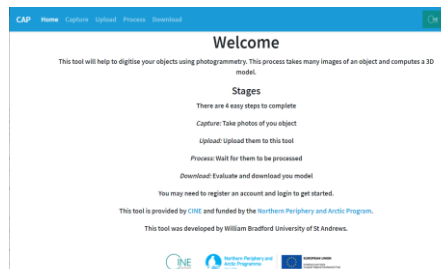 CAP Home Capture Upload Process Download
Welcome
This tool will help to digitise your objects using photogrammetry. This process takes many images of an object and computes a 3D
model.
Stages
There are 4 easy steps to complete
Capture: Take photos of you object
Upload: Upload them to this tool
Process: Wait for them to be processed
Download: Evaluate and download you model
You may need to register an account and login to get started.
This tool is provided by CINE and funded by the Northern Periphery and Arctic Program.
This tool was developed by William Bradford University of St Andrews.
CINE
Northern Periphery and
Arctic Programme
EUROPEAN UNION